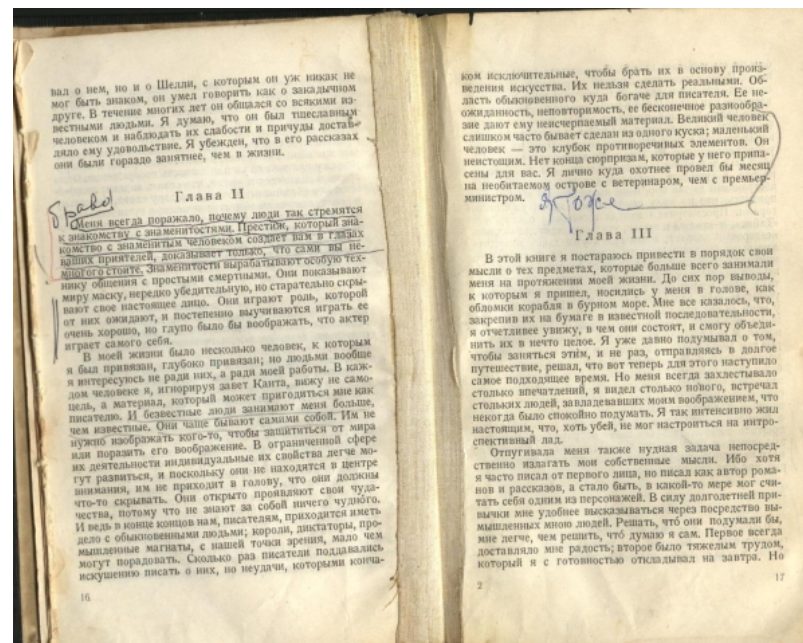 вал о нем, но и о Шелли, с которым он уж никак не
мог быть знаком, он умел говорить как о закадычном
друге. В течение многих лет он общался со всякими из-
вестными людьми. Я думаю, что он был тщеславным
человеком и наблюдать их слабости и причуды достав-
ляло ему удовольствие. Я убежден, что в его рассказах
они были гораздо занятнее, чем в жизни.
браво!
Глава II
Меня всегда поражало, почему люди так стремятся
к знакомству с знаменитостями. Престиж, который зна-
комство с знаменитым человеком создает вам в глазах
ваших приятелей, доказывает только, что сами вы не-
многого стоите. Знаменитости вырабатывают особую тех-
нику общения с простыми смертными. Они показывают
миру маску, нередко убедительную, но старательно скры-
вают свое настоящее лицо. Они играют роль, которой
от них ожидают, и постепенно выучиваются играть ее
очень хорошо, но глупо было бы воображать, что актер
играет самого себя.
В моей жизни было несколько человек, к которым
я был привязан, глубоко привязан; но людьми вообще
я интересуюсь не ради них, а ради моей работы. В каж-
дом человеке я, игнорируя завет Канта, вижу не само-
цель, а материал, который может пригодиться мне как
писателю. И безвестные люди занимают меня больше,
чем известные. Они чаще бывают самими собой. Им не
нужно изображать кого-то, чтобы защититься от мира
или поразить его воображение. В ограниченной сфере
их деятельности индивидуальные их свойства легче мо-
гут развиться, и поскольку они не находятся в центре
внимания, им не приходит в голову, что они должны
что-то скрывать. Они открыто проявляют свои чуда-
чества, потому что не знают за собой ничего чудно́го.
И ведь в конце концов нам, писателям, приходится иметь
дело с обыкновенными людьми; короли, диктаторы, про-
мышленные магнаты, с нашей точки зрения, мало чем
могут порадовать. Сколько раз писатели поддавались
искушению писать о них, но неудачи, которыми конча-
16
ком исключительные, чтобы брать их в основу произ-
ведения искусства. Их нельзя сделать реальными. Об-
ласть обыкновенного куда богаче для писателя. Ее не-
ожиданность, неповторимость, ее бесконечное разнообра-
зие дают ему неисчерпаемый материал. Великий человек
слишком часто бывает сделан из одного куска; маленький
человек — это клубок противоречивых элементов. Он
неистощим. Нет конца сюрпризам, которые у него припа-
сены для вас. Я лично куда охотнее провел бы месяц
на необитаемом острове с ветеринаром, чем с премьер-
министром.
Я тоже
Глава III
В этой книге я постараюсь привести в порядок свои
мысли о тех предметах, которые больше всего занимали
меня на протяжении моей жизни. До сих пор выводы,
к которым я пришел, носились у меня в голове, как
обломки корабля в бурном море. Мне все казалось, что,
закрепив их на бумаге в известной последовательности,
я отчетливее увижу, в чем они состоят, и смогу объеди-
нить их в нечто целое. Я уже давно подумывал о том,
чтобы заняться этим, и не раз, отправляясь в долгое
путешествие, решал, что вот теперь для этого наступило
самое подходящее время. Но меня всегда захлестывало
столько впечатлений, я видел столько нового, встречал
стольких людей, завладевавших моим воображением, что
некогда было спокойно подумать. Я так интенсивно жил
настоящим, что, хоть убей, не мог настроиться на интро-
спективный лад.
Отпугивала меня также нудная задача непосред-
ственно излагать мои собственные мысли. Ибо хотя
я часто писал от первого лица, но писал как автор рома-
нов и рассказов, а стало быть, в какой-то мере мог счи-
тать себя одним из персонажей. В силу долголетней при-
вычки мне удобнее высказываться через посредство вы-
мышленных мною людей. Решать, что́ они подумали бы,
мне легче, чем решить, что́ думаю я сам. Первое всегда
доставляло мне радость; второе было тяжелым трудом,
который я с готовностью откладывал на завтра. Но
2
17